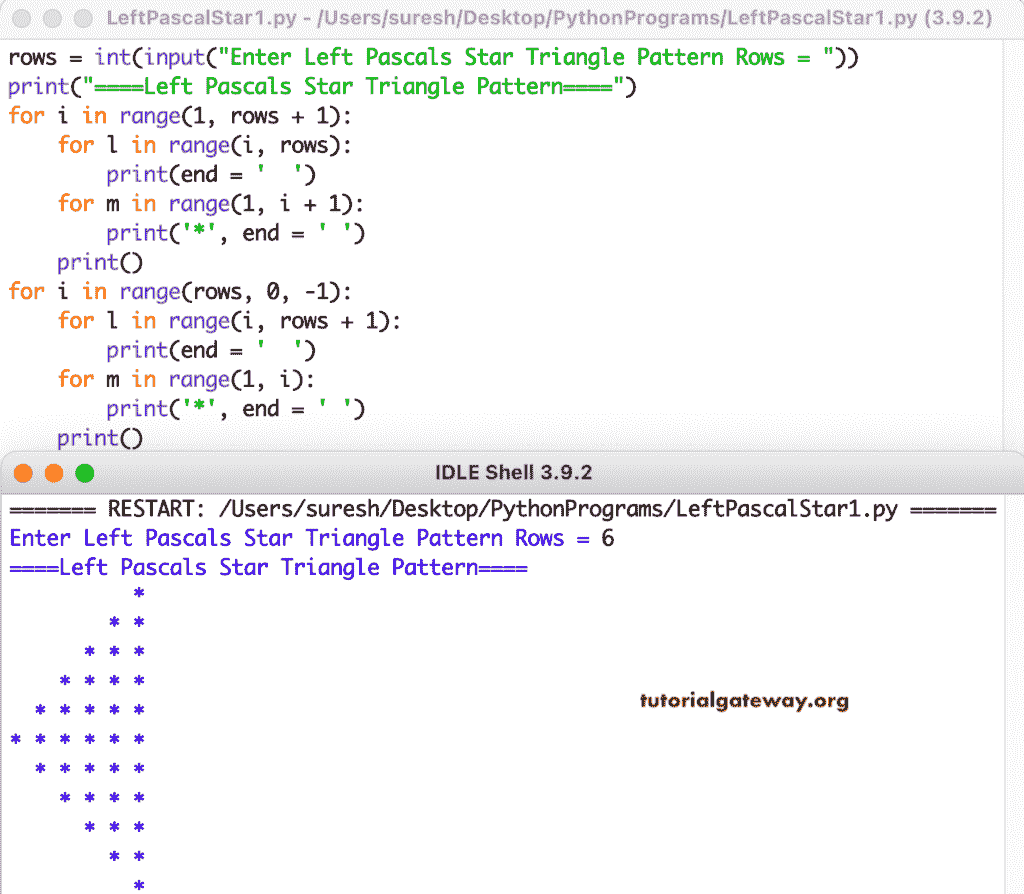 LeftPascalStar1.py - /Users/suresh/Desktop/PythonPrograms/LeftPascalStar1.py (3.9.2)
rows = int(input("Enter Left Pascals Star Triangle Pattern Rows = "))
print("====Left Pascals Star Triangle Pattern====")
for i in range(1, rows + 1):
    for l in range(i, rows):
        print(end = '  ')
    for m in range(1, i + 1):
        print('*', end = ' ')
    print()
for i in range(rows, 0, -1):
    for l in range(i, rows + 1):
        print(end = '  ')
    for m in range(1, i):
        print('*', end = ' ')
    print()
IDLE Shell 3.9.2
======= RESTART: /Users/suresh/Desktop/PythonPrograms/LeftPascalStar1.py =======
Enter Left Pascals Star Triangle Pattern Rows = 6
====Left Pascals Star Triangle Pattern====
          *
        * *
      * * *
    * * * *
  * * * * *
* * * * * *
  * * * * *
    * * * *
      * * *
        * *
          *
tutorialgateway.org